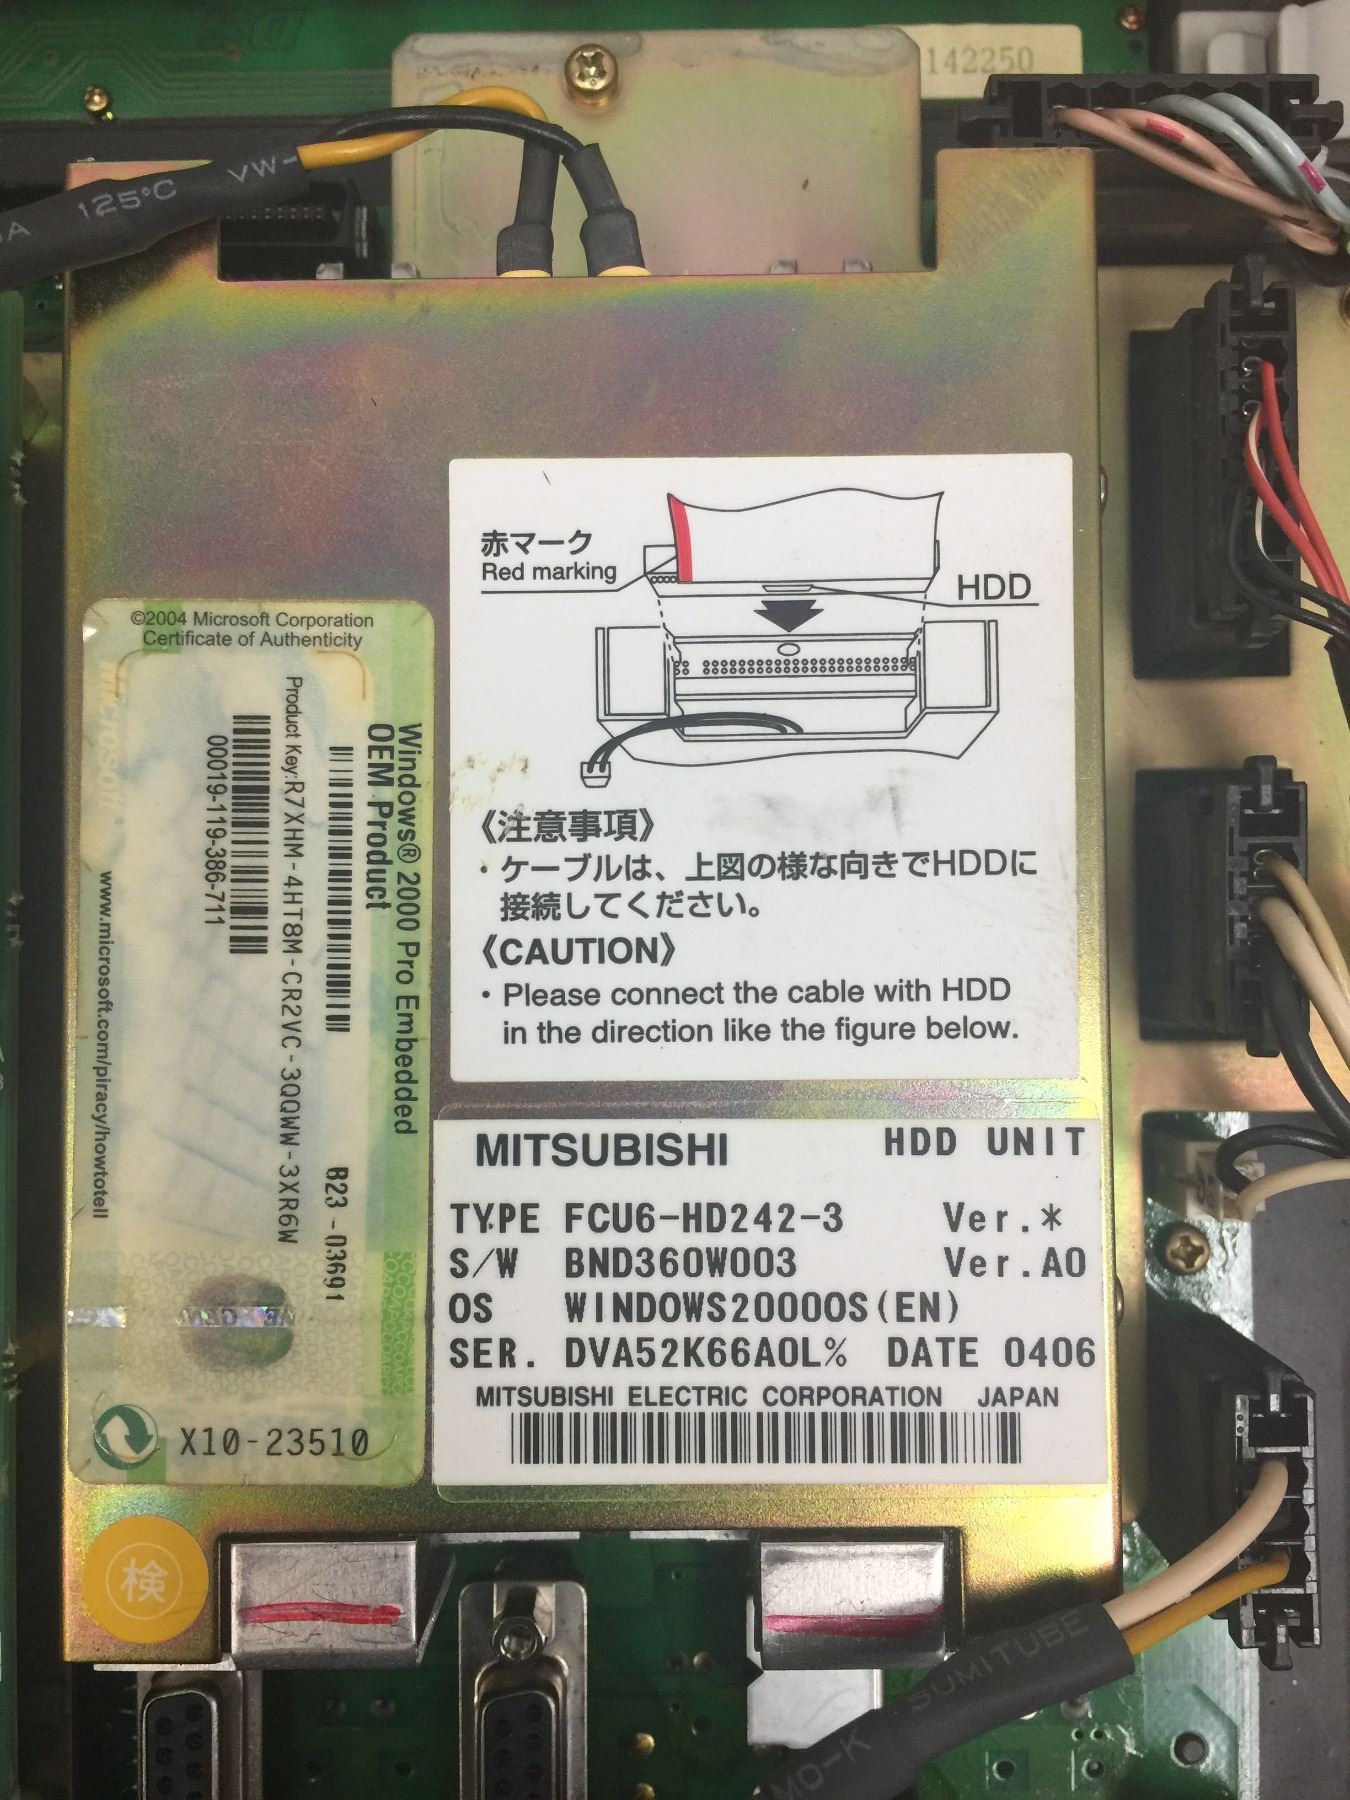 142250
125°C VW-
赤マーク
Red marking
HDD
《注意事項》
・ケーブルは、上図の様な向きでHDDに
接続してください。
《CAUTION》
・Please connect the cable with HDD
in the direction like the figure below.
©2004 Microsoft Corporation
Certificate of Authenticity
Windows® 2000 Pro Embedded
OEM Product
B23-03691
Product Key:R7XHM-4HT8M-CR2VC-3QQWW-3XR6W
00019-119-386-711
www.microsoft.com/piracy/howtotell
X10-23510
MITSUBISHI HDD UNIT
TYPE FCU6-HD242-3 Ver.*
S/W BND360W003 Ver.A0
OS WINDOWS2000OS(EN)
SER. DVA52K66A0L% DATE 0406
MITSUBISHI ELECTRIC CORPORATION JAPAN
検
SUMITUBE